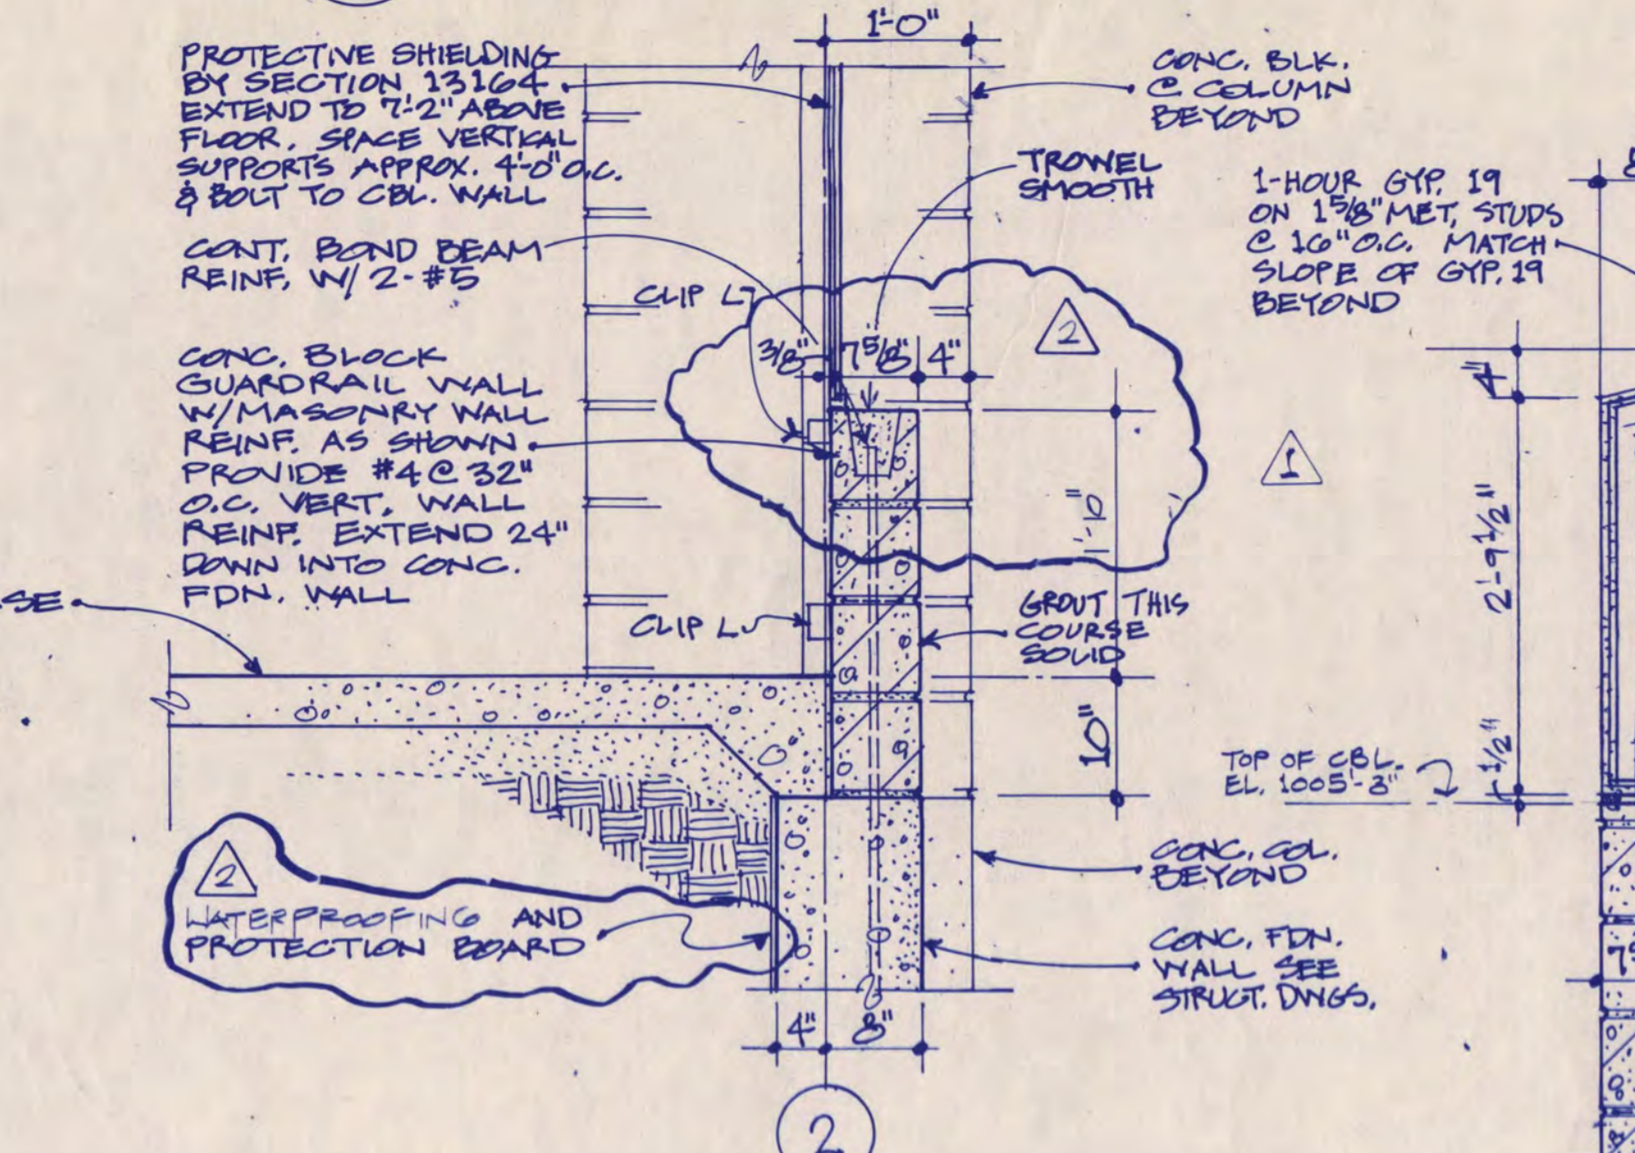 1'-0"
PROTECTIVE SHIELDING
BY SECTION 13164
EXTEND TO 7'-2" ABOVE
FLOOR. SPACE VERTICAL
SUPPORTS APPROX. 4'-0" O.C.
& BOLT TO CBL. WALL
CONT. BOND BEAM
REINF. W/ 2-#5
CLIP L
CONC. BLOCK
GUARDRAIL WALL
W/MASONRY WALL
REINF. AS SHOWN.
PROVIDE #4 @ 32"
O.C. VERT. WALL
REINF. EXTEND 24"
DOWN INTO CONC.
FDN. WALL
CLIP L
CONC. BLK.
@ COLUMN
BEYOND
TROWEL
SMOOTH
1-HOUR GYP. 19
ON 1 5/8" MET. STUDS
@ 16" O.C. MATCH
SLOPE OF GYP. 19
BEYOND
2
3/8" 7 5/8" 4"
1
1'-10"
GROUT THIS
COURSE
SOLID
10"
4"
2'-9 1/2"
1/2"
TOP OF CBL.
EL. 1005'-3"
2
WATERPROOFING AND
PROTECTION BOARD
CONC. COL.
BEYOND
CONC. FDN.
WALL SEE
STRUCT. DWGS.
4" 8"
2